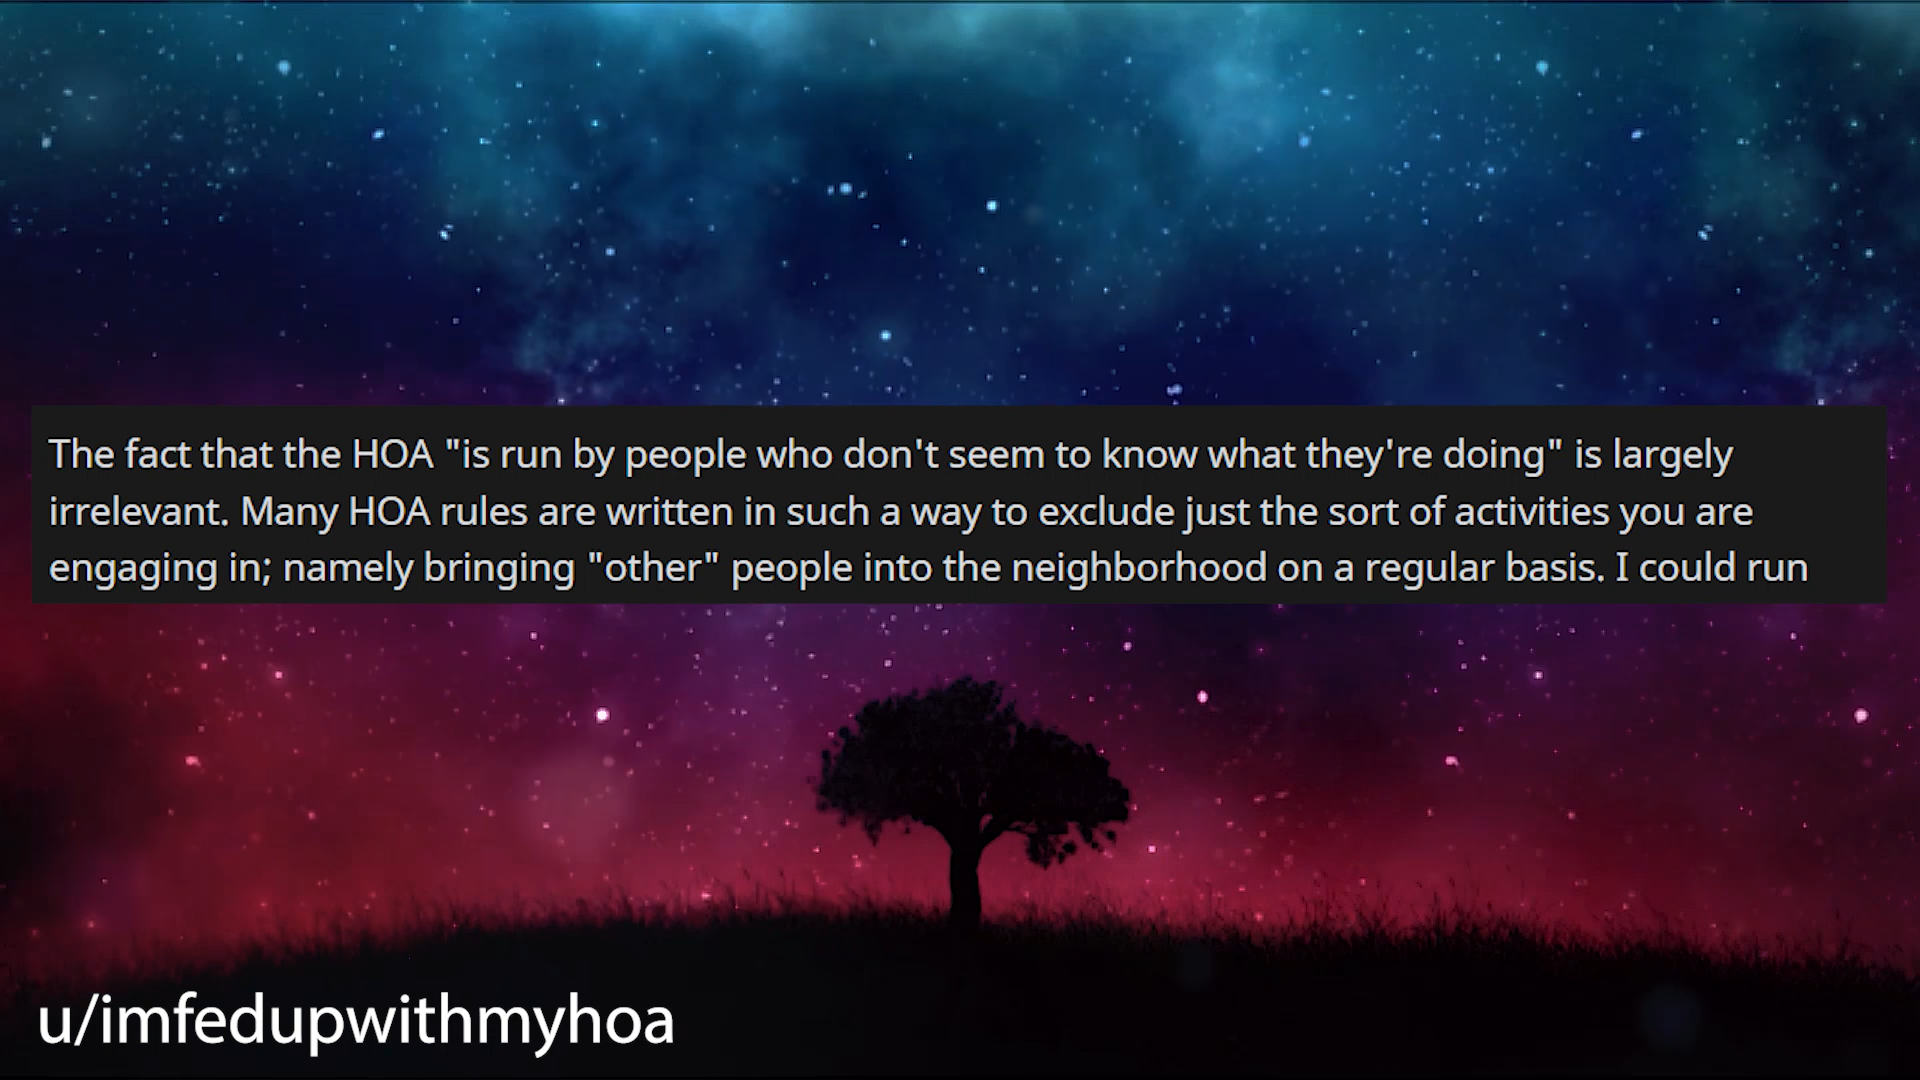 The fact that the HOA "is run by people who don't seem to know what they're doing" is largely
irrelevant. Many HOA rules are written in such a way to exclude just the sort of activities you are
engaging in; namely bringing "other" people into the neighborhood on a regular basis. I could run
u/imfedupwithmyhoa